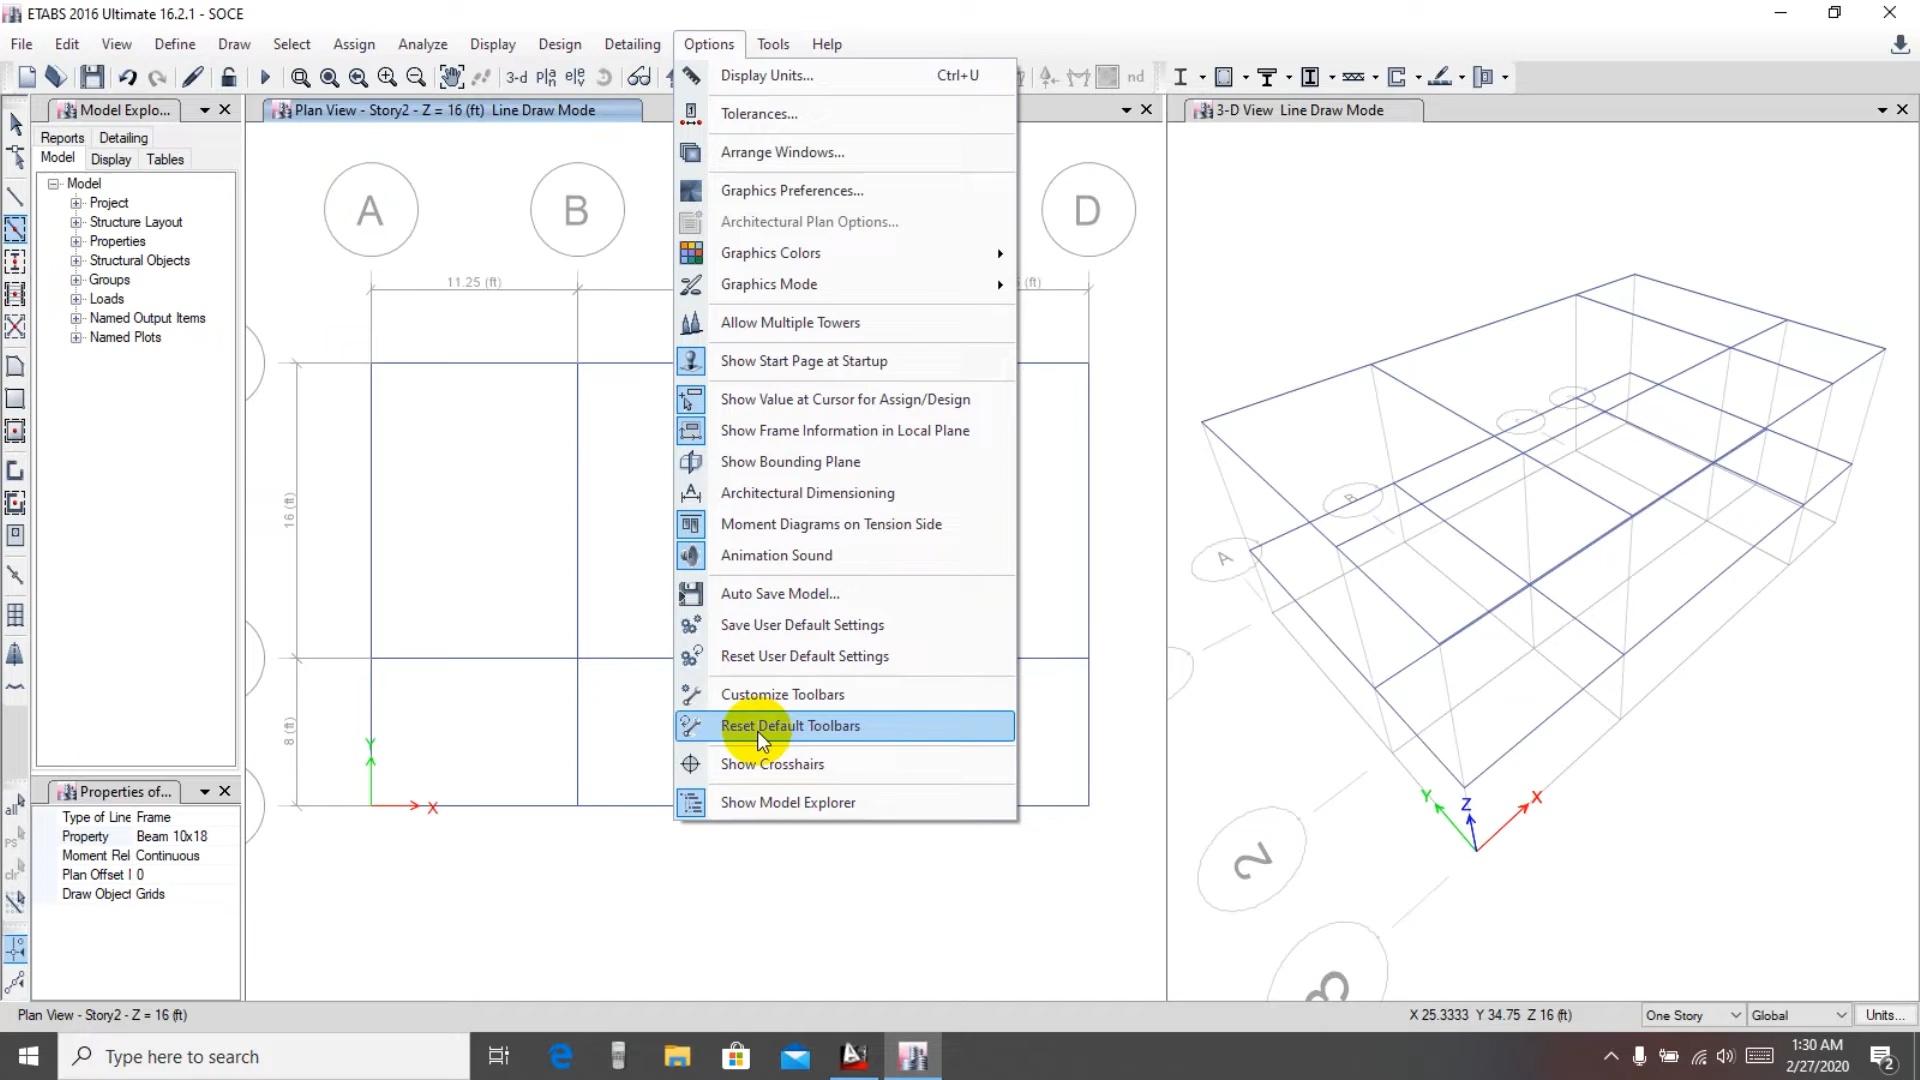 ETABS 2016 Ultimate 16.2.1 - SOCE
File Edit View Define Draw Select Assign Analyze Display Design Detailing Options Tools Help
3-d
nd
Model Explo...
Plan View - Story2 - Z = 16 (ft) Line Draw Mode
3-D View Line Draw Mode
Reports Detailing
Model Display Tables
Model
Project
Structure Layout
Properties
Structural Objects
Groups
Loads
Named Output Items
Named Plots
A
B
D
11.25 (ft)
(ft)
16 (ft)
8 (ft)
Y
X
Display Units... Ctrl+U
Tolerances...
Arrange Windows...
Graphics Preferences...
Architectural Plan Options...
Graphics Colors
Graphics Mode
Allow Multiple Towers
Show Start Page at Startup
Show Value at Cursor for Assign/Design
Show Frame Information in Local Plane
Show Bounding Plane
Architectural Dimensioning
Moment Diagrams on Tension Side
Animation Sound
Auto Save Model...
Save User Default Settings
Reset User Default Settings
Customize Toolbars
Reset Default Toolbars
Show Crosshairs
Show Model Explorer
B
A
Y Z X
2
3
Properties of...
Type of Line Frame
Property Beam 10x18
Moment Rel Continuous
Plan Offset I 0
Draw Object Grids
all
PS
clr
Plan View - Story2 - Z = 16 (ft)
X 25.3333 Y 34.75 Z 16 (ft)
One Story
Global
Units...
Type here to search
1:30 AM
2/27/2020
2